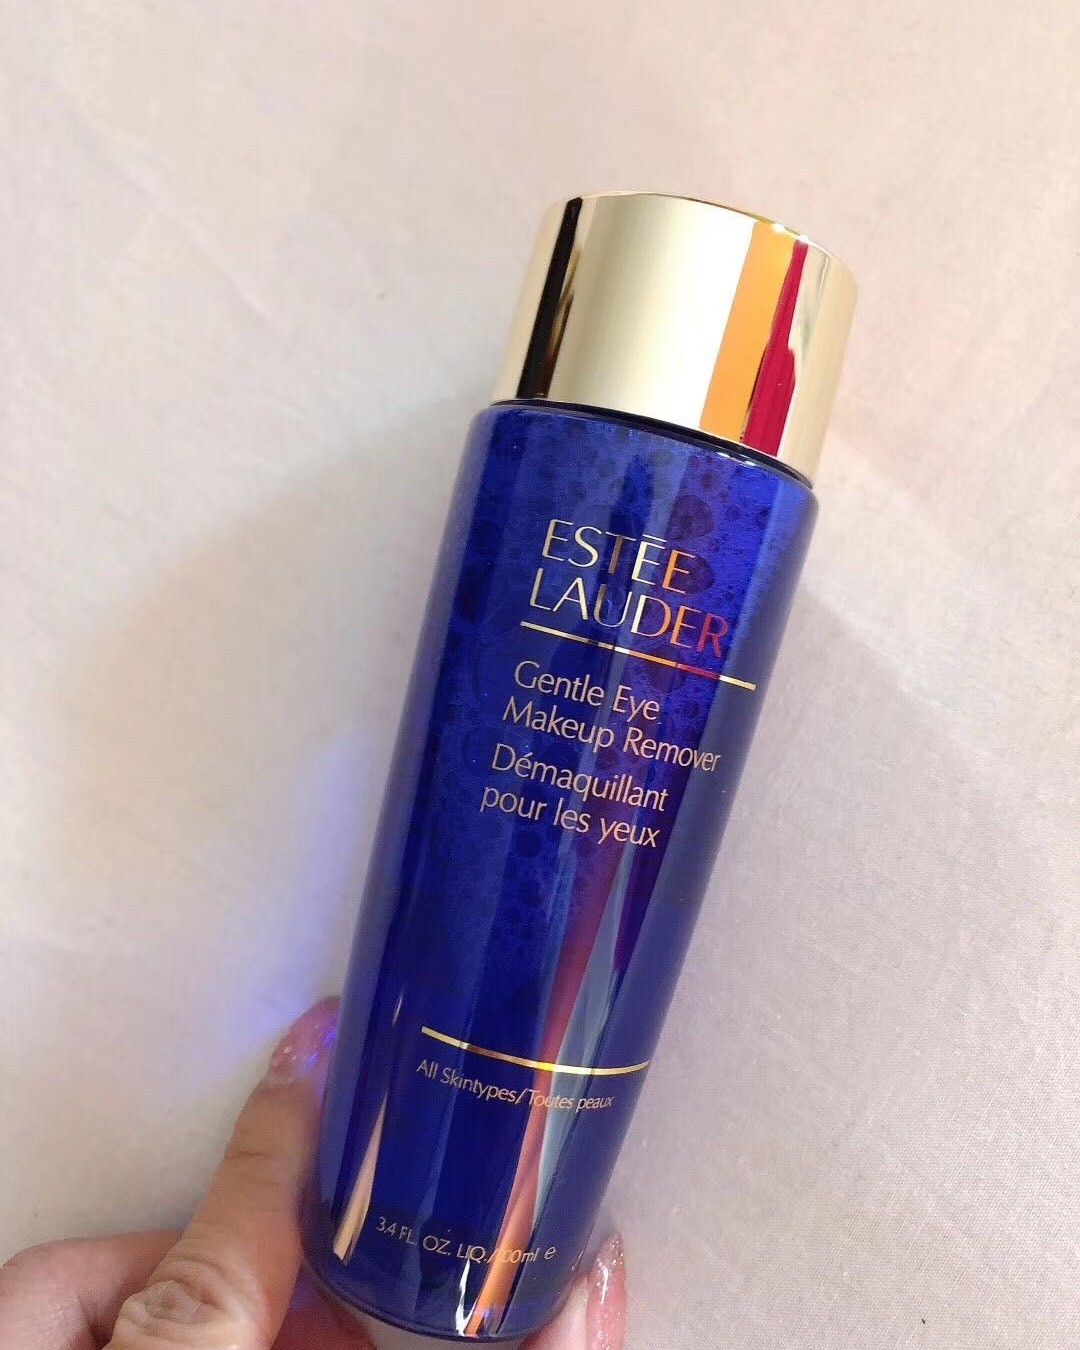 ESTĒE
LAUDER
Gentle Eye
Makeup Remover
Démaquillant
pour les yeux
All Skintypes/Toutes peaux
3.4 FL. OZ. LIQ./100ml e